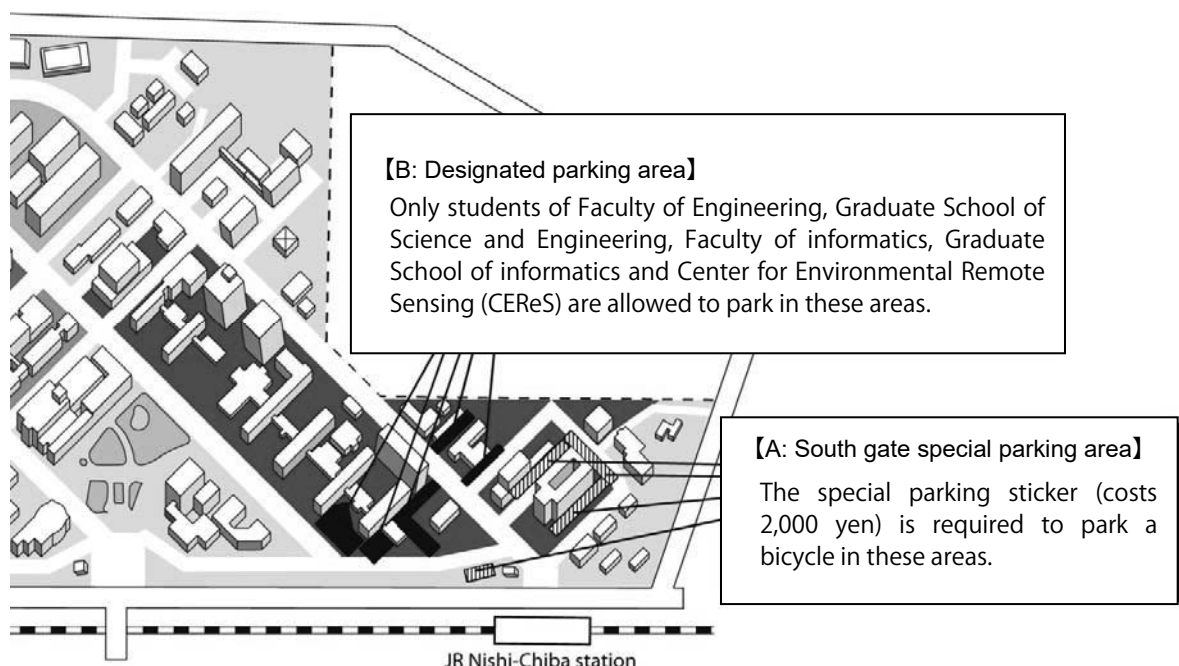 【B: Designated parking area】
Only students of Faculty of Engineering, Graduate School of
Science and Engineering, Faculty of informatics, Graduate
School of informatics and Center for Environmental Remote
Sensing (CEReS) are allowed to park in these areas.
【A: South gate special parking area】
The special parking sticker (costs
2,000 yen) is required to park a
bicycle in these areas.
JR Nishi-Chiba station